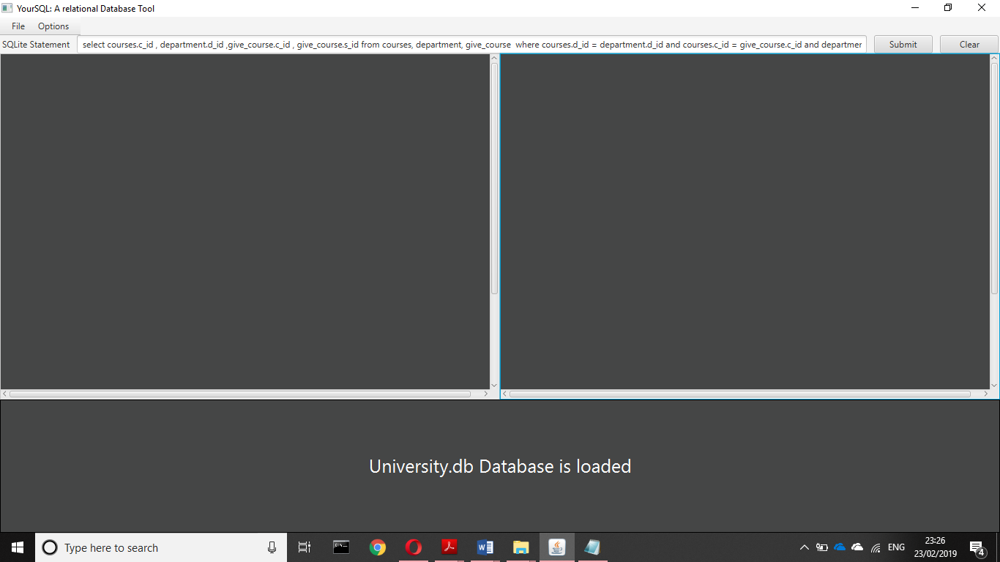 YourSQL: A relational Database Tool
File Options
SQLite Statement select courses.c_id , department.d_id ,give_course.c_id , give_course.s_id from courses, department, give_course where courses.d_id = department.d_id and courses.c_id = give_course.c_id and Submit Clear
University.db Database is loaded
Type here to search ENG 23:26
23/02/2019 4